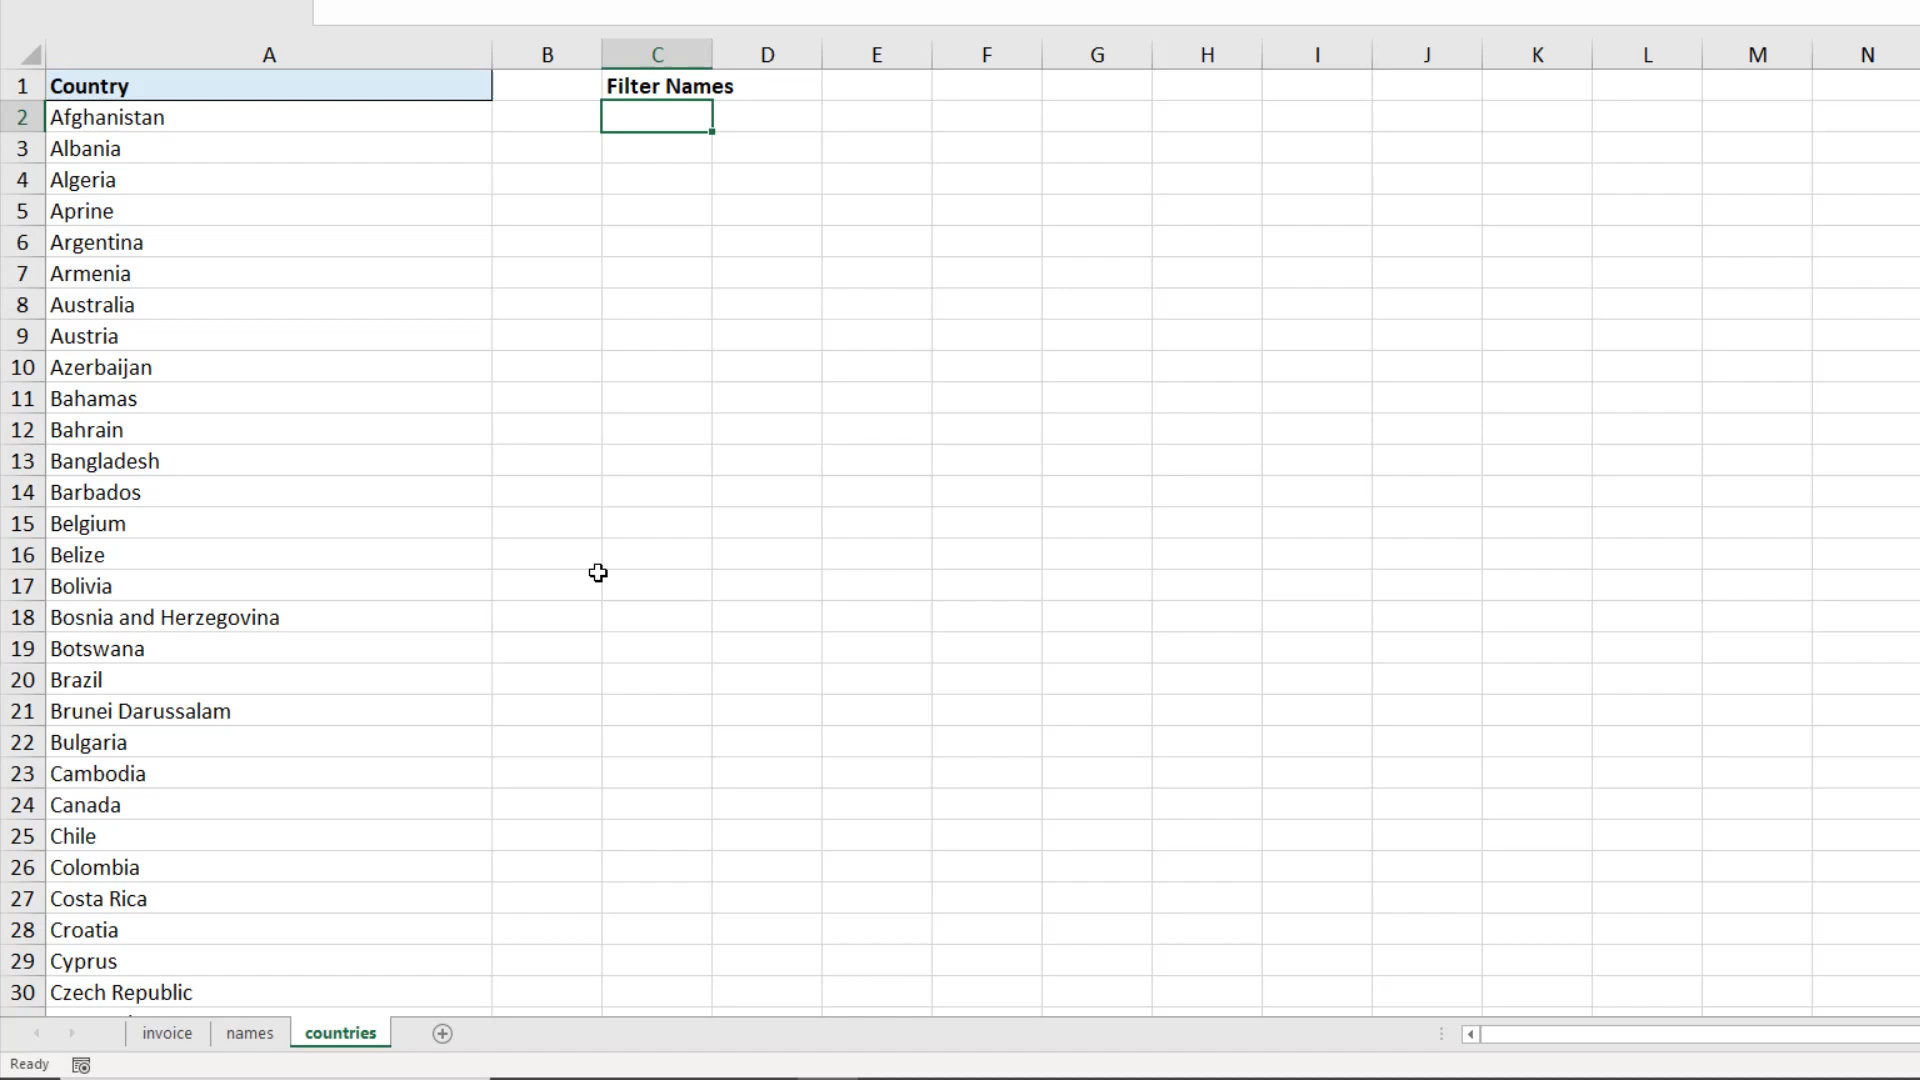 A B C D E F G H I J K L M N
1 Country Filter Names
2 Afghanistan
3 Albania
4 Algeria
5 Aprine
6 Argentina
7 Armenia
8 Australia
9 Austria
10 Azerbaijan
11 Bahamas
12 Bahrain
13 Bangladesh
14 Barbados
15 Belgium
16 Belize
17 Bolivia
18 Bosnia and Herzegovina
19 Botswana
20 Brazil
21 Brunei Darussalam
22 Bulgaria
23 Cambodia
24 Canada
25 Chile
26 Colombia
27 Costa Rica
28 Croatia
29 Cyprus
30 Czech Republic
invoice names countries
Ready